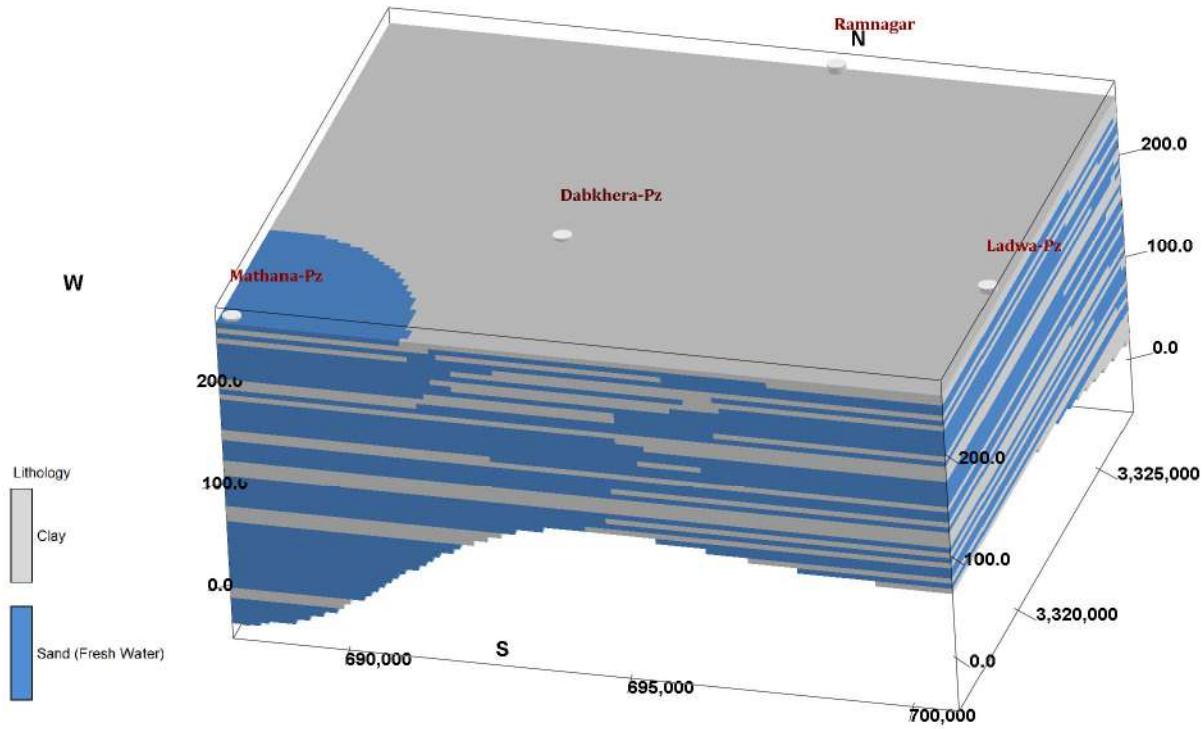 Ramnagar
N
200.0
Dabkhera-Pz
Ladwa-Pz
100.0
W
Mathana-Pz
0.0
200.0
200.0
3,325,000
Lithology
100.0
Clay
100.0
0.0
3,320,000
Sand (Fresh Water)
690,000
S
0.0
695,000
700,000